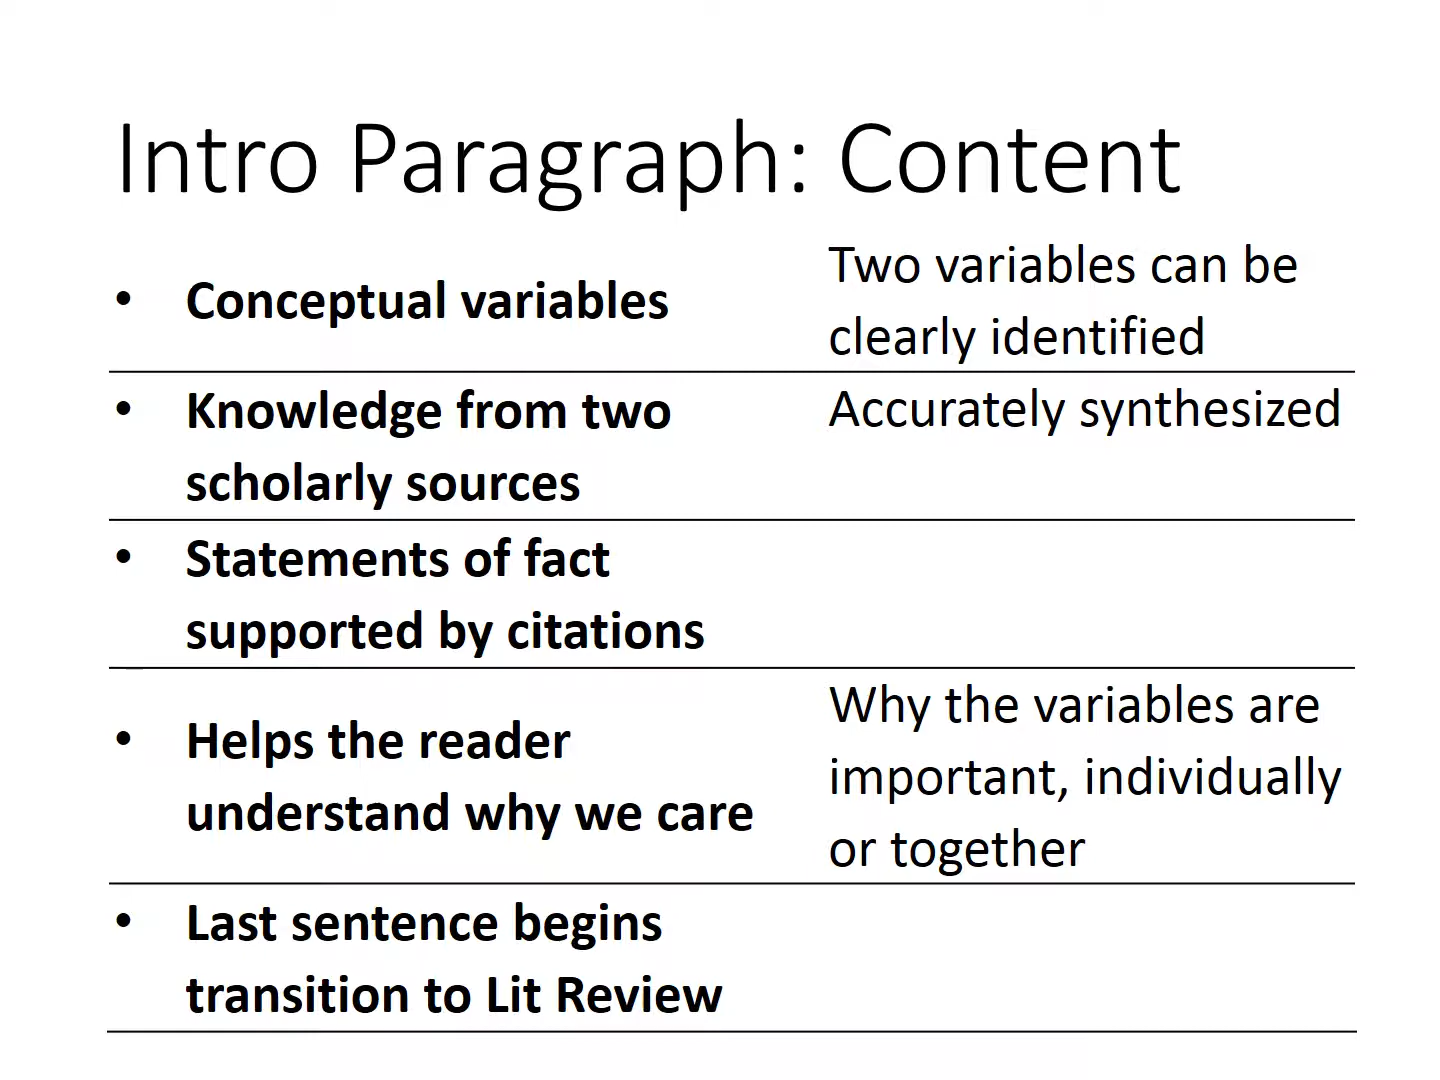 Intro Paragraph: Content
• Conceptual variables
Two variables can be
clearly identified
• Knowledge from two
scholarly sources
Accurately synthesized
• Statements of fact
supported by citations
• Helps the reader
understand why we care
Why the variables are
important, individually
or together
• Last sentence begins
transition to Lit Review